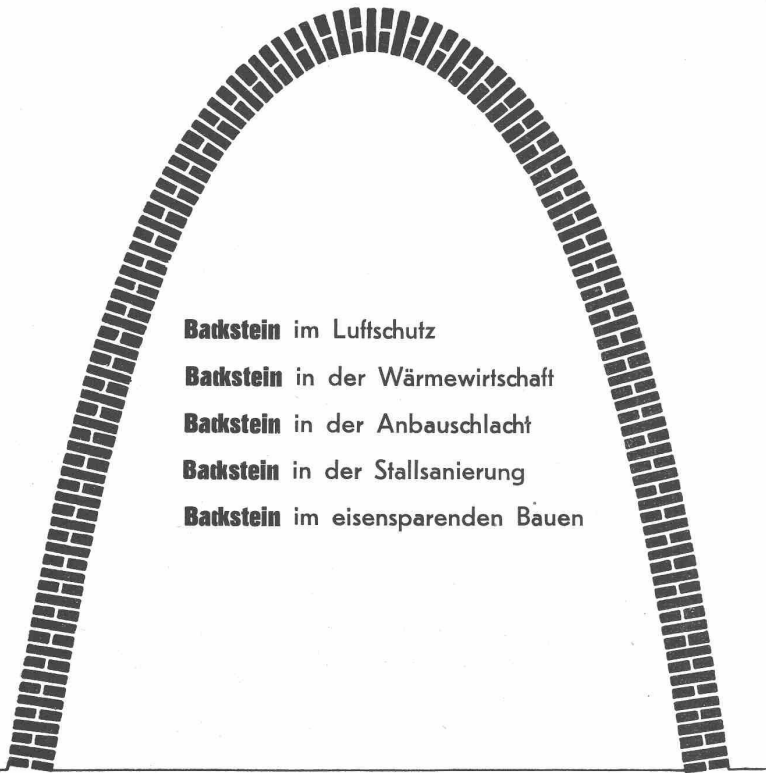 Backstein im Luftschutz
Backstein in der Wärmewirtschaft
Backstein in der Anbauschlacht
Backstein in der Stallsanierung
Backstein im eisensparenden Bauen